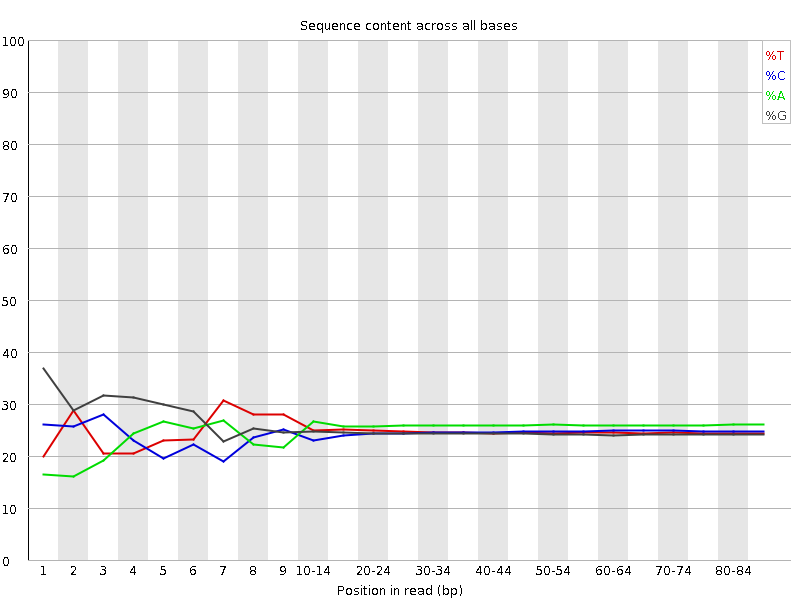 Sequence content across all bases
100
90
80
70
60
50
40
30
20
10
0
%T
%C
%A
%G
1 2 3 4 5 6 7 8 9 10-14 20-24 30-34 40-44 50-54 60-64 70-74 80-84
Position in read (bp)